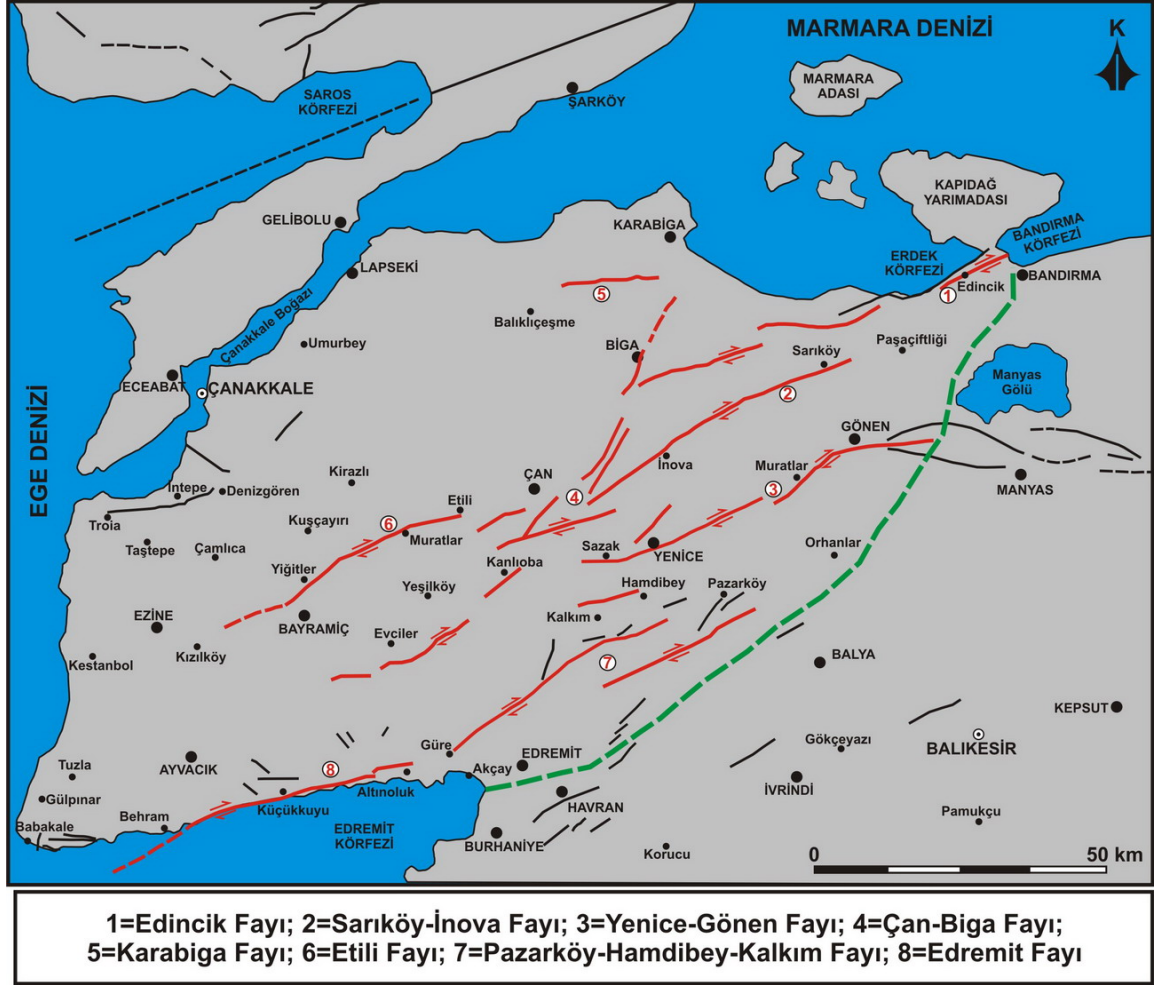 MARMARA DENİZİ
K
MARMARA
ADASI
SAROS
KÖRFEZİ
ŞARKÖY
KAPIDAĞ
YARIMADASI
GELİBOLU
KARABİGA
BANDIRMA
KÖRFEZİ
ERDEK
KÖRFEZİ
LAPSEKİ
Edincik
BANDIRMA
1
5
Balıklıçeşme
Çanakkale Boğazı
Umurbey
BİGA
Sarıköy
Paşaçiftliği
ECEABAT
ÇANAKKALE
2
Manyas
Gölü
EGE DENİZİ
GÖNEN
İnova
Kirazlı
ÇAN
Muratlar
MANYAS
Intepe
Denizgören
Etili
4
3
Troia
Kuşçayırı
6
Muratlar
Taştepe
Çamlıca
Sazak
YENİCE
Orhanlar
Yiğitler
Kanlıoba
Yeşilköy
Hamdibey
Pazarköy
EZİNE
BAYRAMİÇ
Kalkım
Evciler
Kestanbol
Kızılköy
7
BALYA
KEPSUT
Gökçeyazı
BALIKESİR
Güre
EDREMİT
Tuzla
AYVACIK
8
Akçay
Gülpınar
Altınoluk
Küçükkuyu
HAVRAN
İVRİNDİ
Behram
Pamukçu
Babakale
EDREMİT
KÖRFEZİ
BURHANİYE
Korucu
0 50 km
1=Edincik Fayı; 2=Sarıköy-İnova Fayı; 3=Yenice-Gönen Fayı; 4=Çan-Biga Fayı;
5=Karabiga Fayı; 6=Etili Fayı; 7=Pazarköy-Hamdibey-Kalkım Fayı; 8=Edremit Fayı